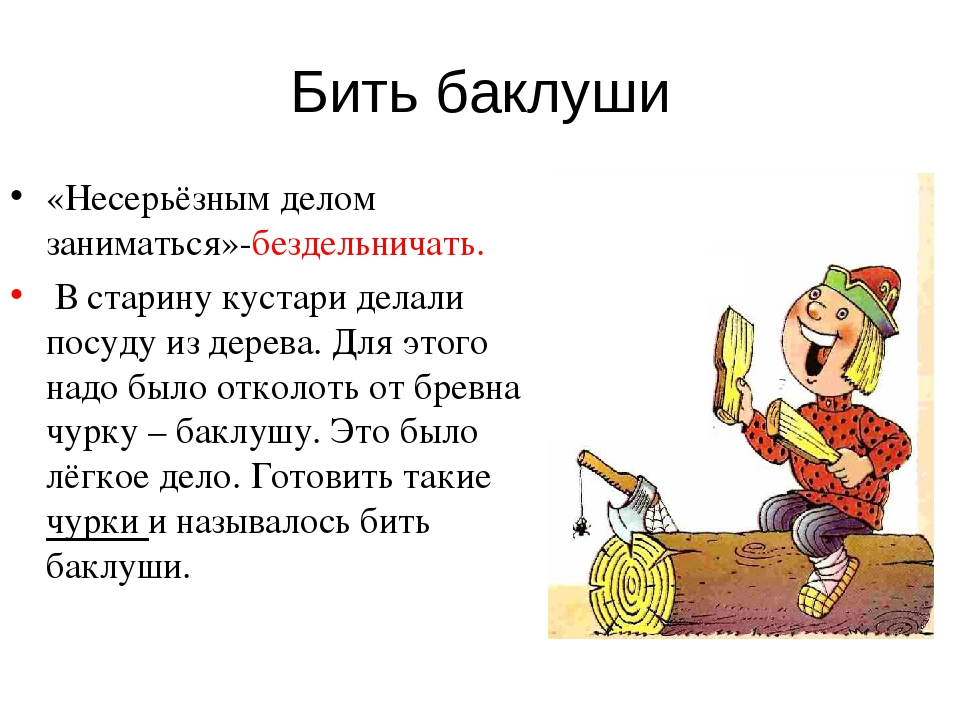 Бить баклуши
• «Несерьёзным делом
заниматься»-бездельничать.
• В старину кустари делали
посуду из дерева. Для этого
надо было отколоть от бревна
чурку – баклушу. Это было
лёгкое дело. Готовить такие
чурки и называлось бить
баклуши.